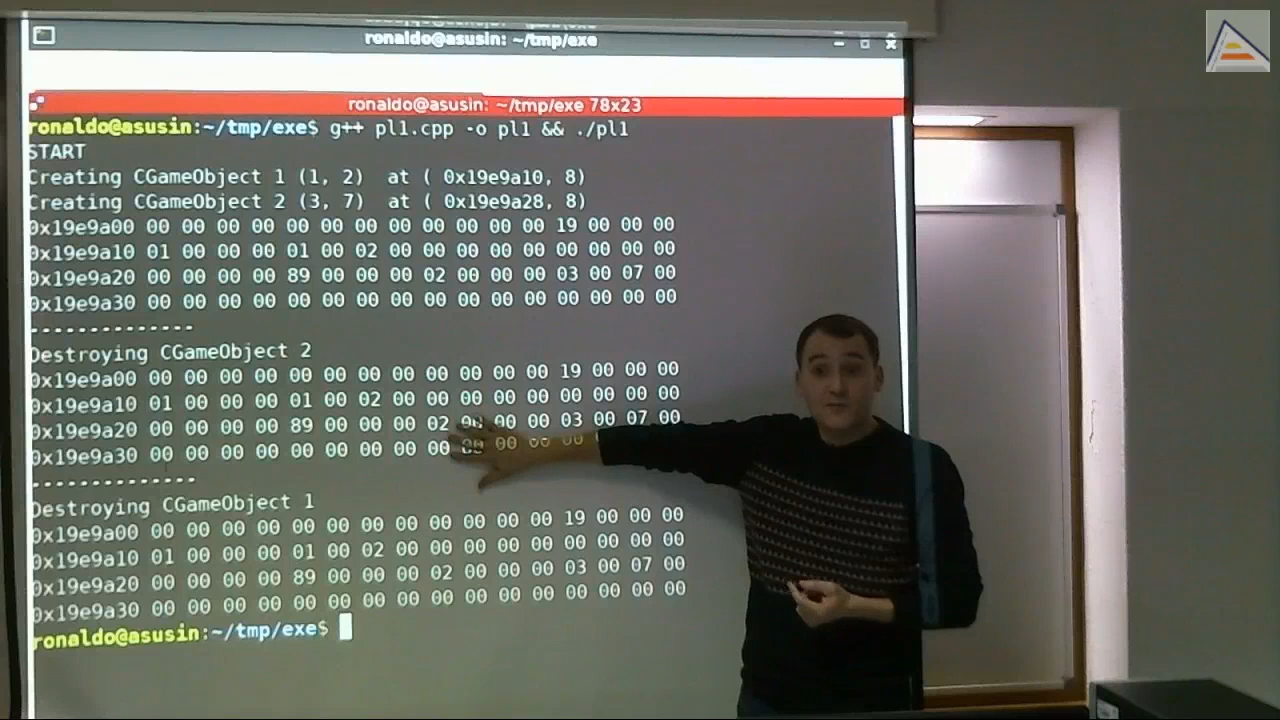 ronaldo@asusin: ~/tmp/exe
ronaldo@asusin: ~/tmp/exe 78x23
ronaldo@asusin:~/tmp/exe$ g++ pl1.cpp -o pl1 && ./pl1
START
Creating CGameObject 1 (1, 2)  at ( 0x19e9a10, 8)
Creating CGameObject 2 (3, 7)  at ( 0x19e9a28, 8)
0x19e9a00 00 00 00 00 00 00 00 00 00 00 00 00 19 00 00 00
0x19e9a10 01 00 00 00 01 00 02 00 00 00 00 00 00 00 00 00
0x19e9a20 00 00 00 00 89 00 00 00 02 00 00 00 03 00 07 00
0x19e9a30 00 00 00 00 00 00 00 00 00 00 00 00 00 00 00 00
--------------
Destroying CGameObject 2
0x19e9a00 00 00 00 00 00 00 00 00 00 00 00 00 19 00 00 00
0x19e9a10 01 00 00 00 01 00 02 00 00 00 00 00 00 00 00 00
0x19e9a20 00 00 00 00 89 00 00 00 02 00 00 00 03 00 07 00
0x19e9a30 00 00 00 00 00 00 00 00 00 00 00 00 00
--------------
Destroying CGameObject 1
0x19e9a00 00 00 00 00 00 00 00 00 00 00 00 00 19 00 00 00
0x19e9a10 01 00 00 00 01 00 02 00 00 00 00 00 00 00 00 00
0x19e9a20 00 00 00 00 89 00 00 00 02 00 00 00 03 00 07 00
0x19e9a30 00 00 00 00 00 00 00 00 00 00 00 00 00 00 00 00
ronaldo@asusin:~/tmp/exe$